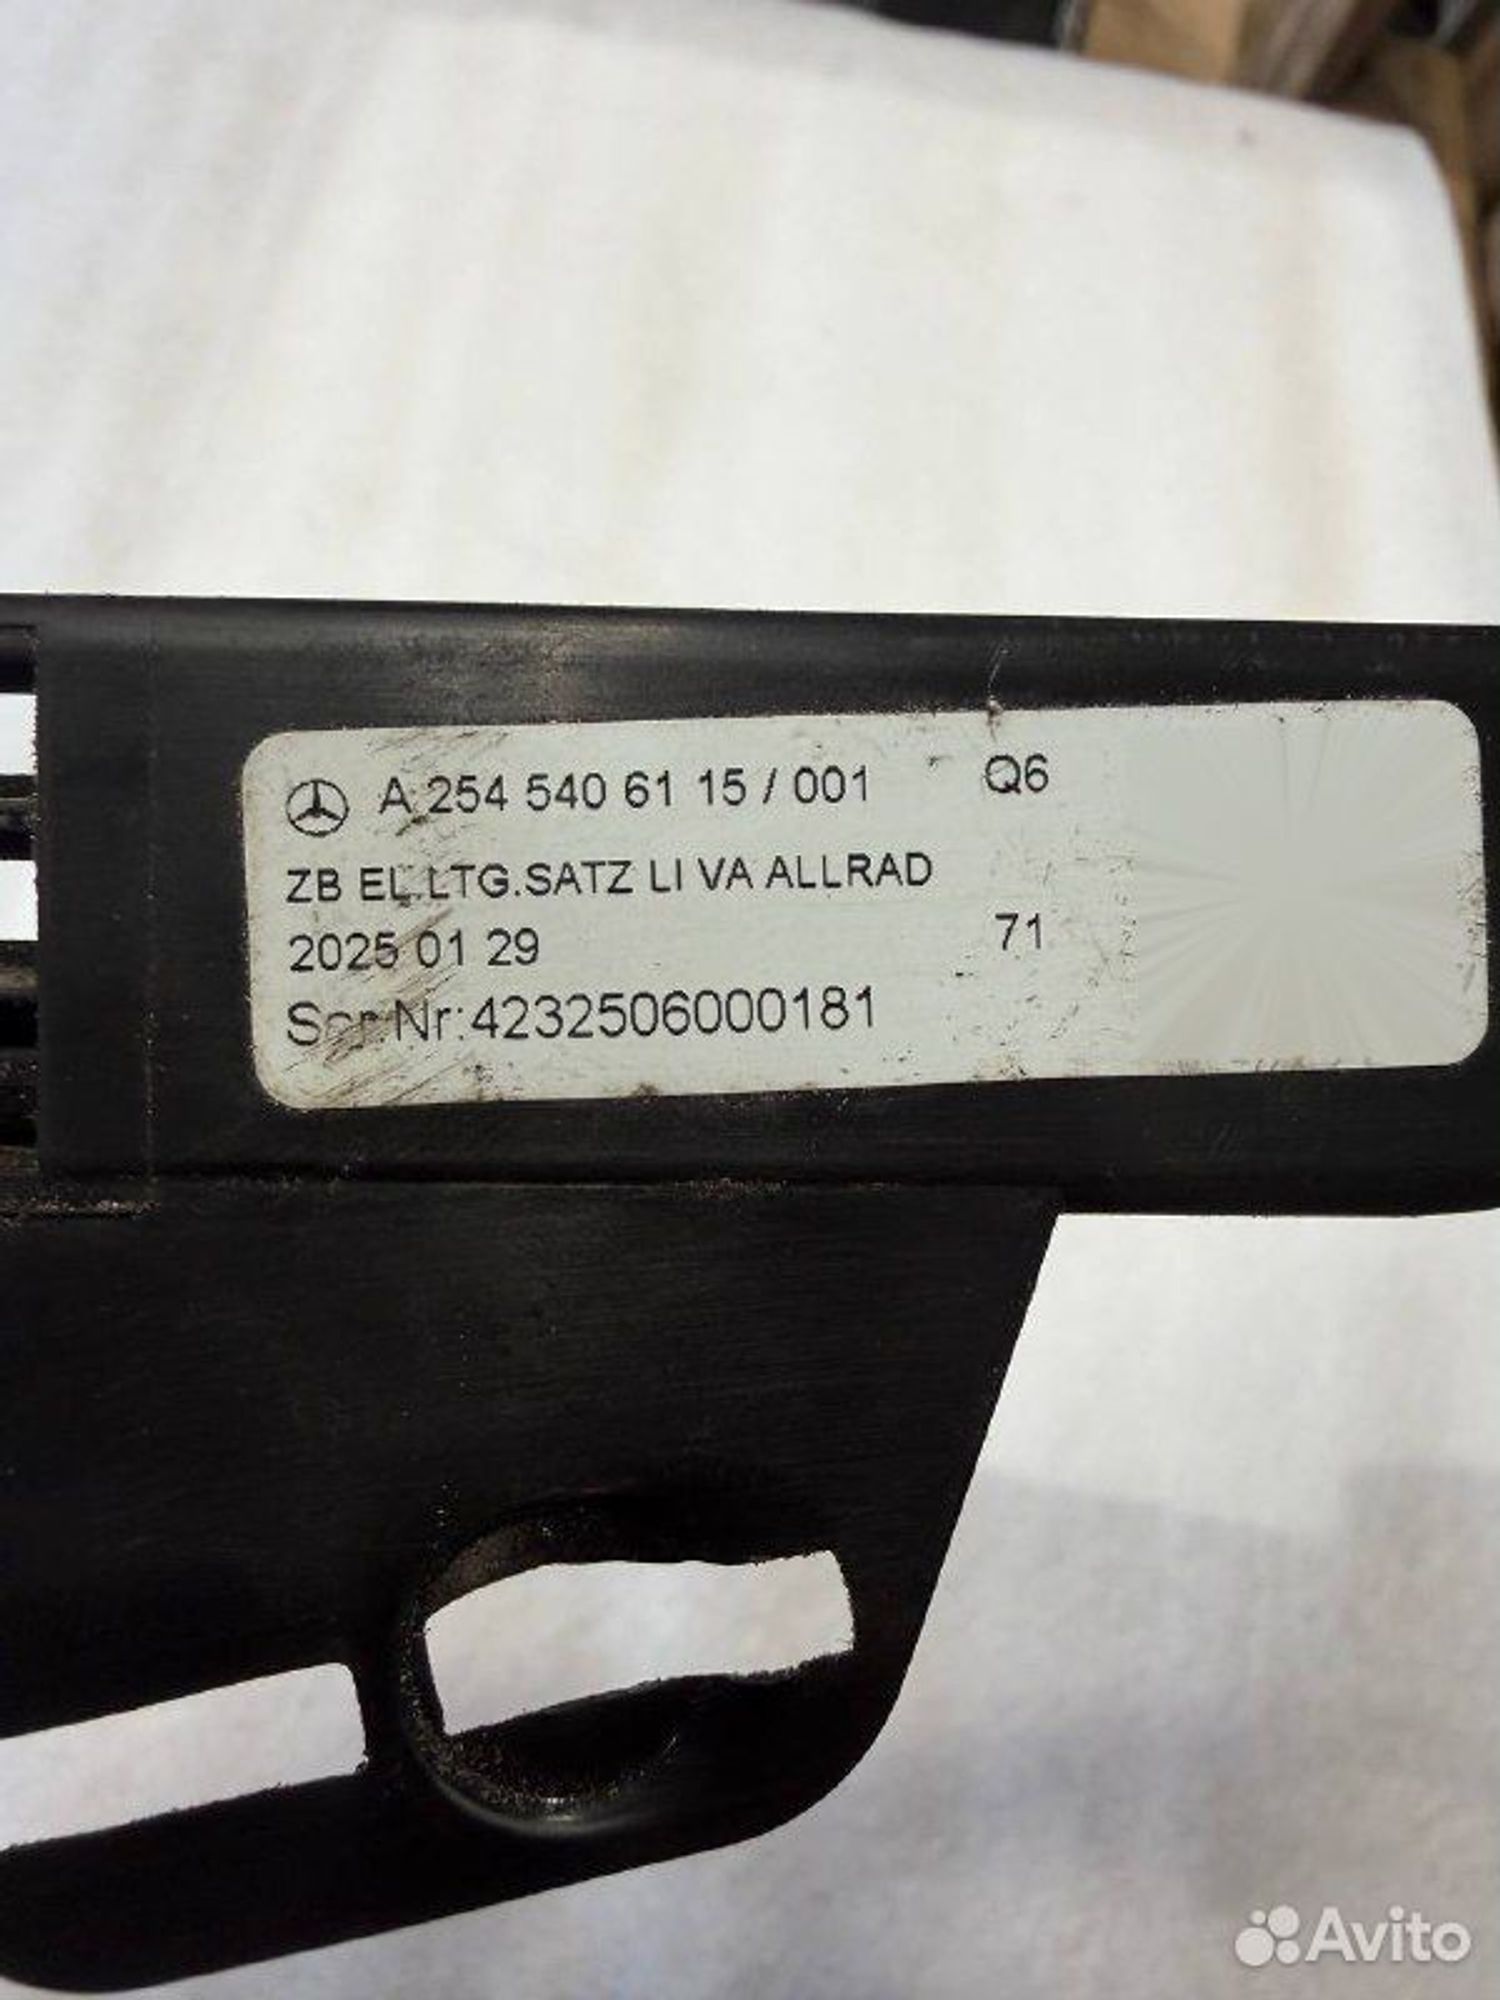 A 254 540 61 15 / 001 Q6
ZB EL.LTG.SATZ LI VA ALLRAD
2025 01 29 71
Ser.Nr:4232506000181
Avito